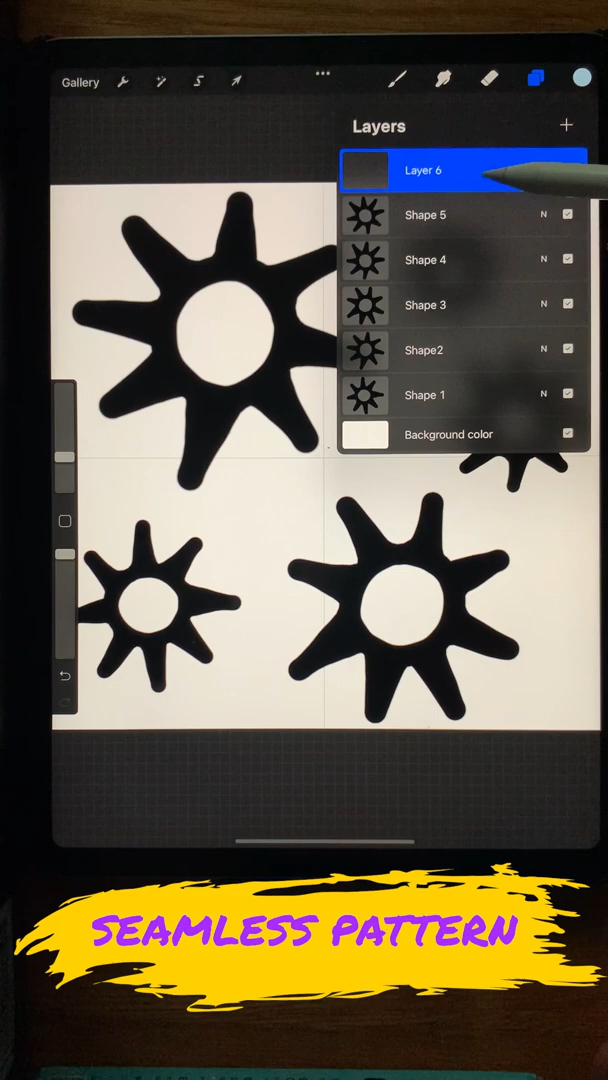 Gallery
Layers
Layer 6
Shape 5 N
Shape 4 N
Shape 3 N
Shape2 N
Shape 1 N
Background color
SEAMLESS PATTERN